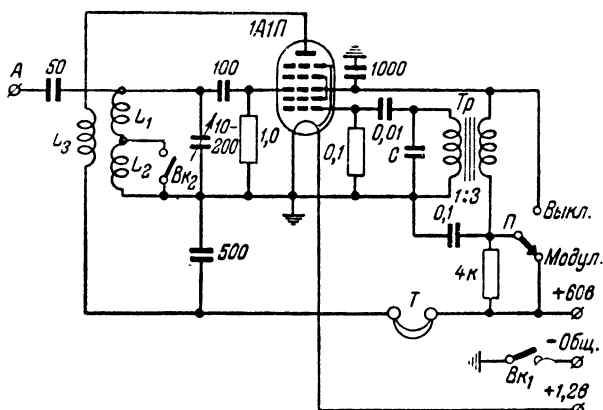 1А1П
А
50
100
1000
L₃
L₁
L₂
Вк₂
10-
200
1,0
0,1
0,01
С
Тр
1:3
0,1
П
Выкл.
Модул.
500
4к
Т
+60в
-Общ.
Вк₁
+1,2в